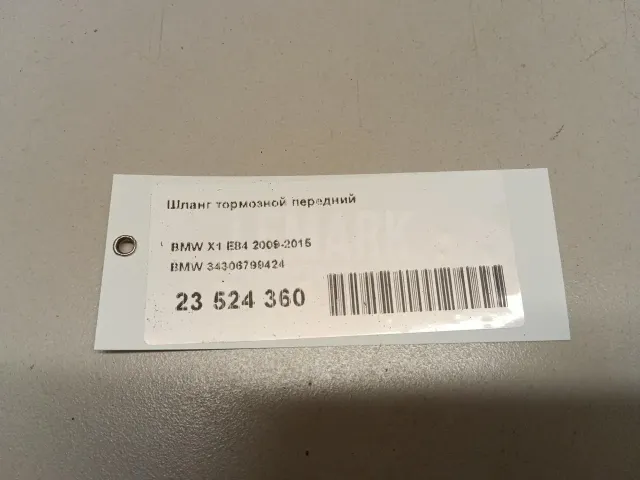 Шланг тормозной передний
BMW X1 E84 2009-2015
BMW 34306799424
23 524 360